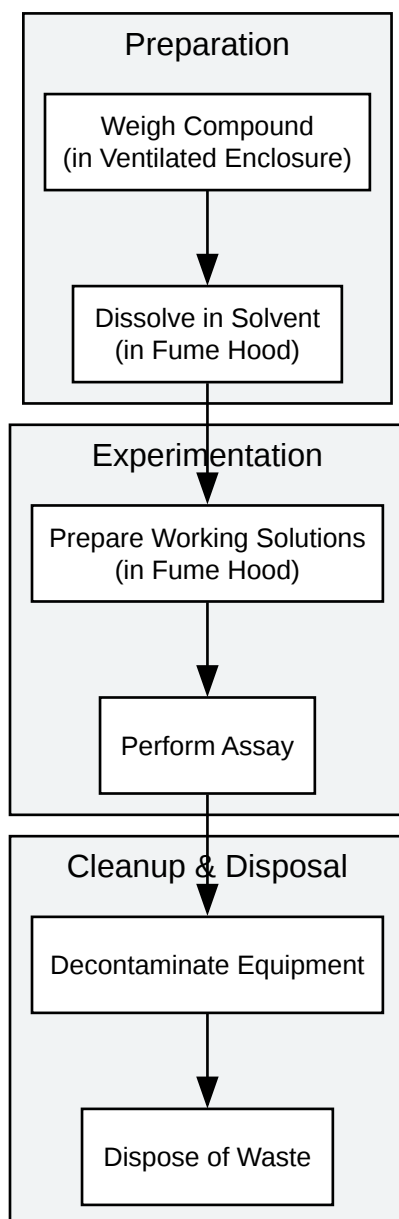 Preparation
Weigh Compound
(in Ventilated Enclosure)
Dissolve in Solvent
(in Fume Hood)
Experimentation
Prepare Working Solutions
(in Fume Hood)
Perform Assay
Cleanup & Disposal
Decontaminate Equipment
Dispose of Waste